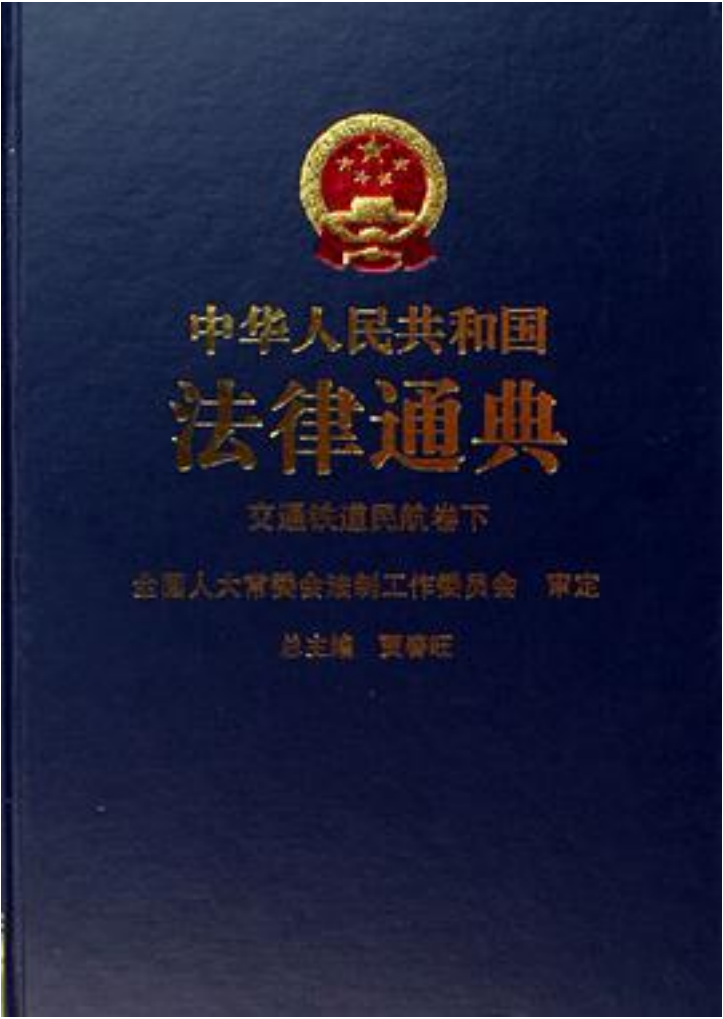 中华人民共和国
法律通典
交通铁道民航卷下
全国人大常委会法制工作委员会 审定
总主编 贾春旺